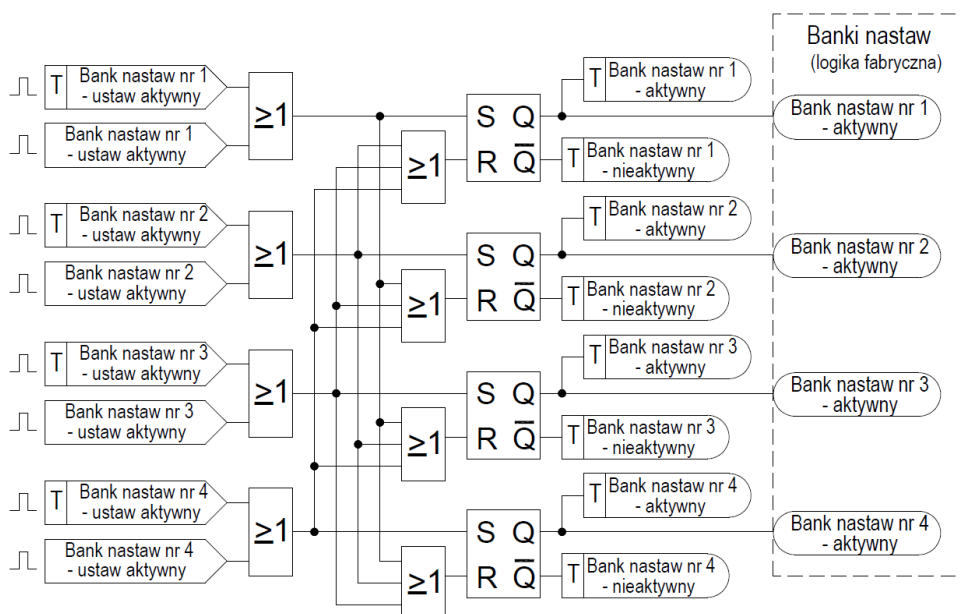 Banki nastaw
(logika fabryczna)
T
Bank nastaw nr 1
- ustaw aktywny
Bank nastaw nr 1
- ustaw aktywny
≥1
≥1
S Q
R Q̅
T
Bank nastaw nr 1
- aktywny
T
Bank nastaw nr 1
- nieaktywny
Bank nastaw nr 1
- aktywny
T
Bank nastaw nr 2
- ustaw aktywny
Bank nastaw nr 2
- ustaw aktywny
≥1
≥1
S Q
R Q̅
T
Bank nastaw nr 2
- aktywny
T
Bank nastaw nr 2
- nieaktywny
Bank nastaw nr 2
- aktywny
T
Bank nastaw nr 3
- ustaw aktywny
Bank nastaw nr 3
- ustaw aktywny
≥1
≥1
S Q
R Q̅
T
Bank nastaw nr 3
- aktywny
T
Bank nastaw nr 3
- nieaktywny
Bank nastaw nr 3
- aktywny
T
Bank nastaw nr 4
- ustaw aktywny
Bank nastaw nr 4
- ustaw aktywny
≥1
≥1
S Q
R Q̅
T
Bank nastaw nr 4
- aktywny
T
Bank nastaw nr 4
- nieaktywny
Bank nastaw nr 4
- aktywny